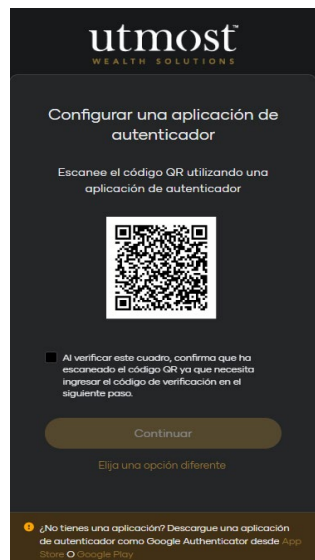 utmost™
WEALTH SOLUTIONS
Configurar una aplicación de
autenticador
Escanee el código QR utilizando una
aplicación de autenticador
Al verificar este cuadro, confirma que ha
escaneado el código QR ya que necesita
ingresar el código de verificación en el
siguiente paso.
Continuar
Elija una opción diferente
¿No tienes una aplicación? Descargue una aplicación
de autenticador como Google Authenticator desde App
Store O Google Play